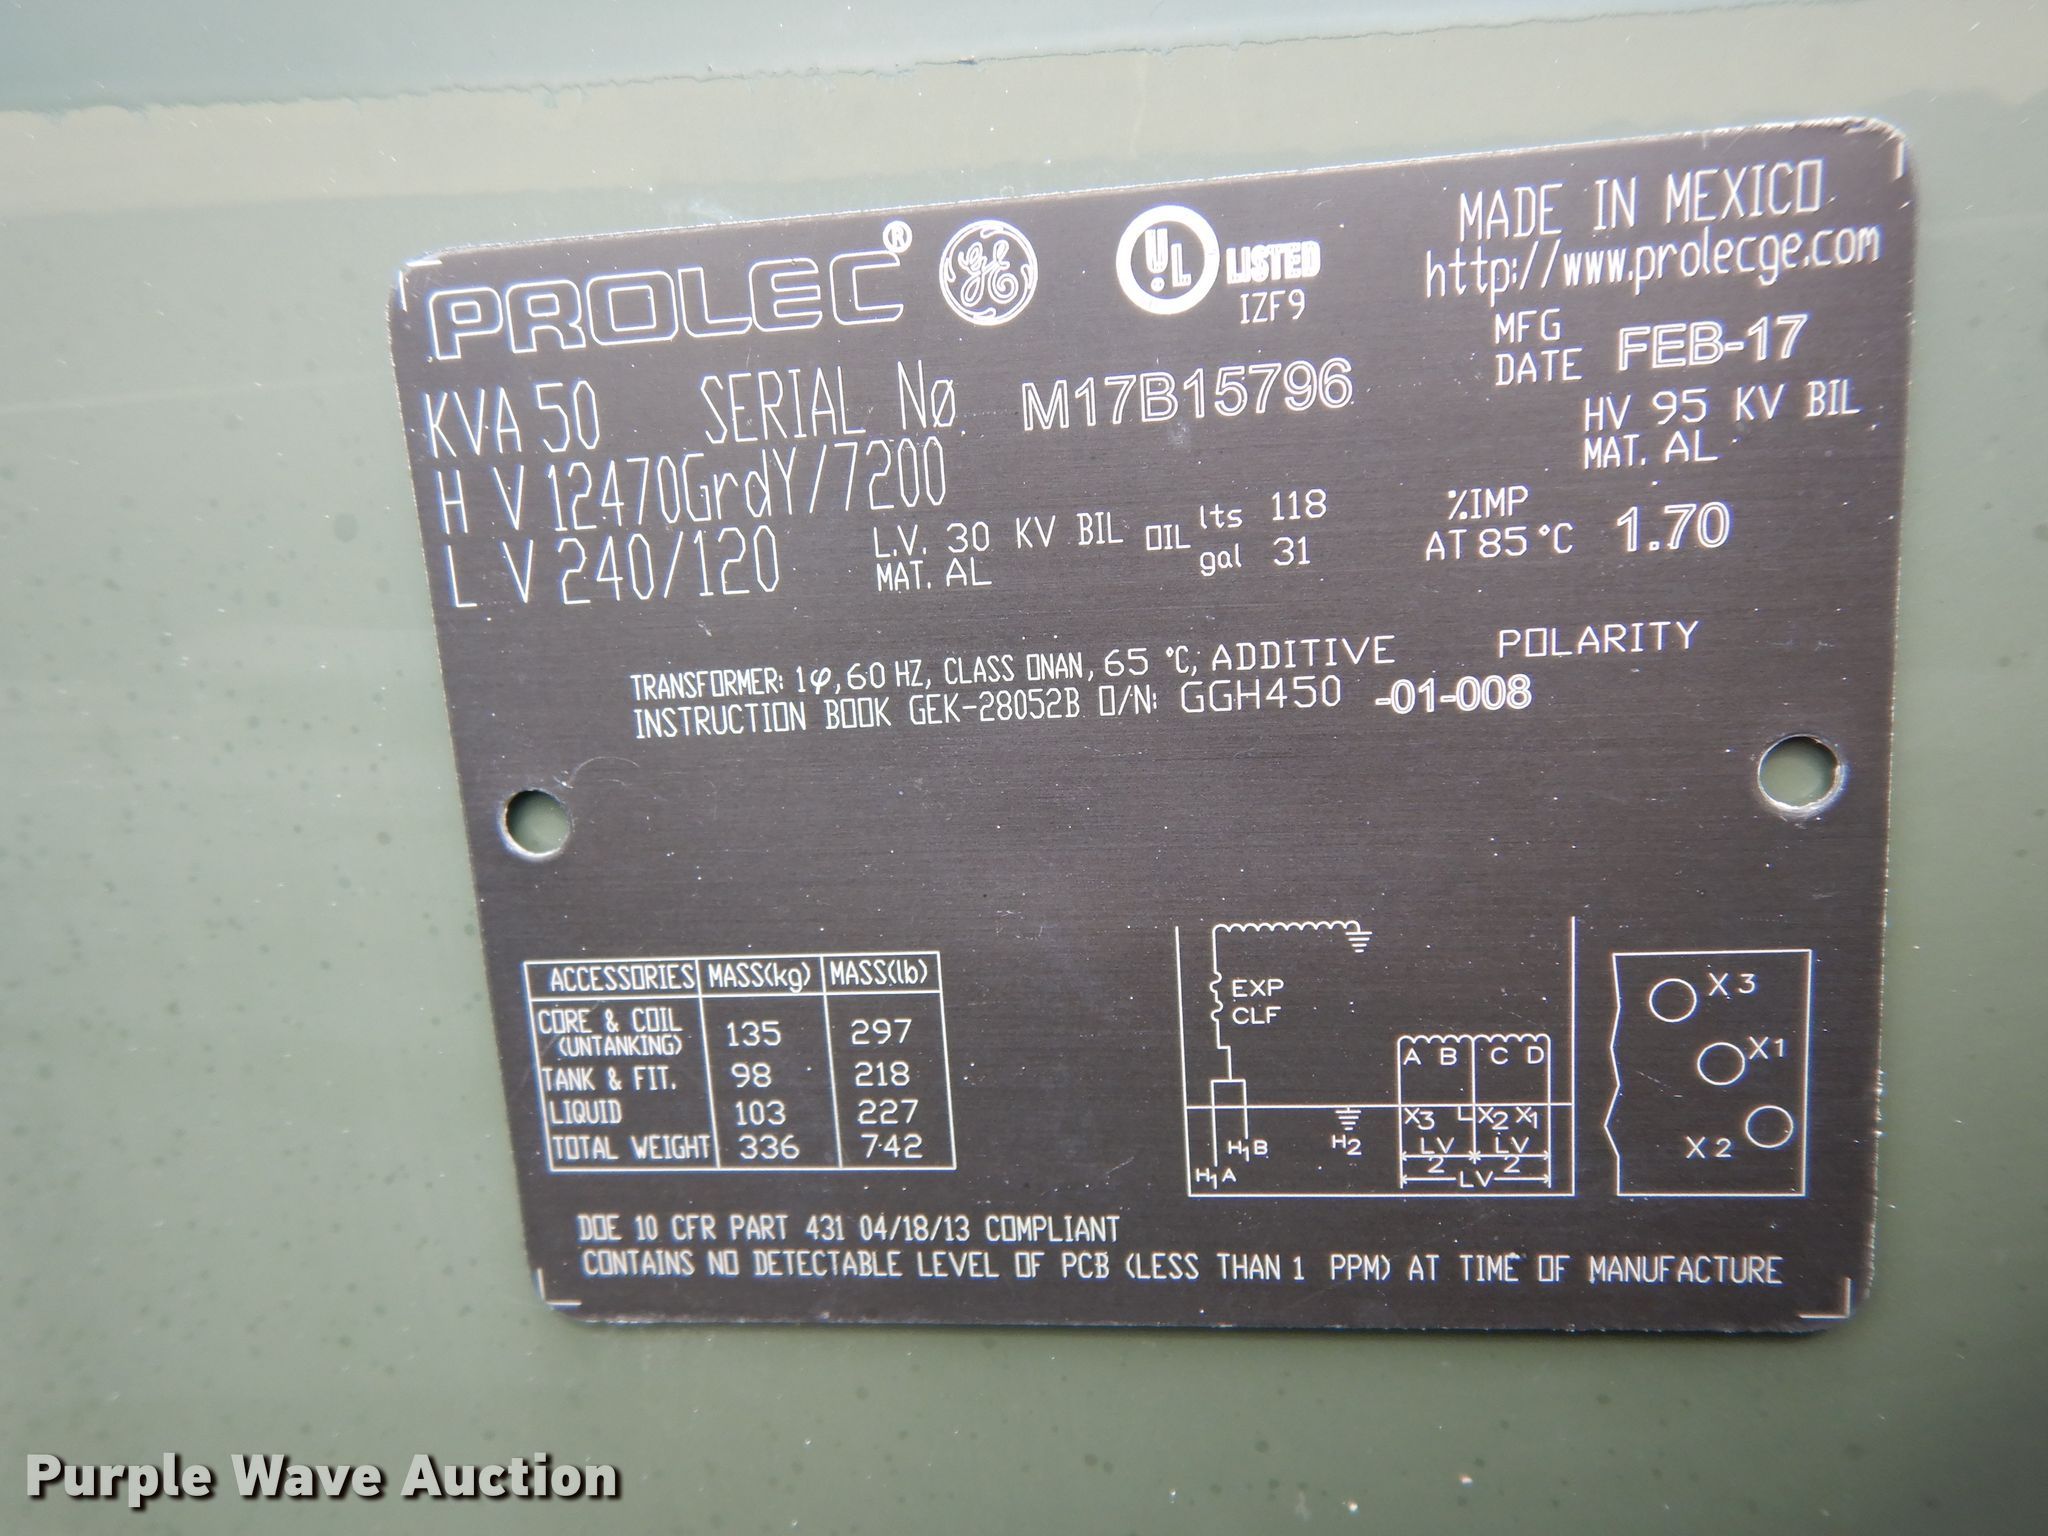 PROLEC® GE
UL LISTED
IZF9
MADE IN MEXICO
http://www.prolecge.com
MFG DATE FEB-17
KVA 50 SERIAL Nø M17B15796
HV 95 KV BIL
MAT. AL
H V 12470GrdY/7200
L V 240/120
L.V. 30 KV BIL
MAT. AL
OIL lts 118
gal 31
%IMP
AT 85 °C 1.70
TRANSFORMER: 1φ, 60 HZ, CLASS ONAN, 65 °C, ADDITIVE POLARITY
INSTRUCTION BOOK GEK-28052B O/N: GGH450 -01-008
ACCESSORIES MASS(kg) MASS(lb)
CORE & COIL (UNTANKING) 135 297
TANK & FIT. 98 218
LIQUID 103 227
TOTAL WEIGHT 336 742
EXP
CLF
A B C D
X3 X2 X1
H1A H1B H2
LV/2 LV/2
LV
X3
X1
X2
DOE 10 CFR PART 431 04/18/13 COMPLIANT
CONTAINS NO DETECTABLE LEVEL OF PCB (LESS THAN 1 PPM) AT TIME OF MANUFACTURE
Purple Wave Auction